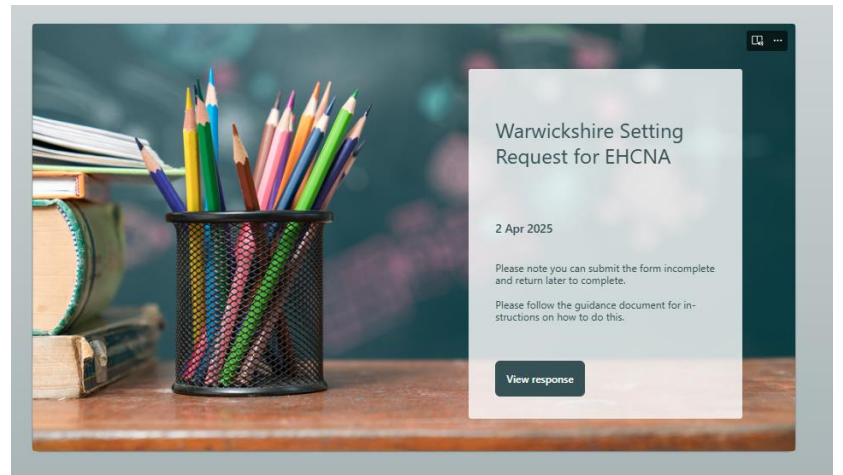 Warwickshire Setting
Request for EHCNA
2 Apr 2025
Please note you can submit the form incomplete
and return later to complete.
Please follow the guidance document for in-
structions on how to do this.
View response